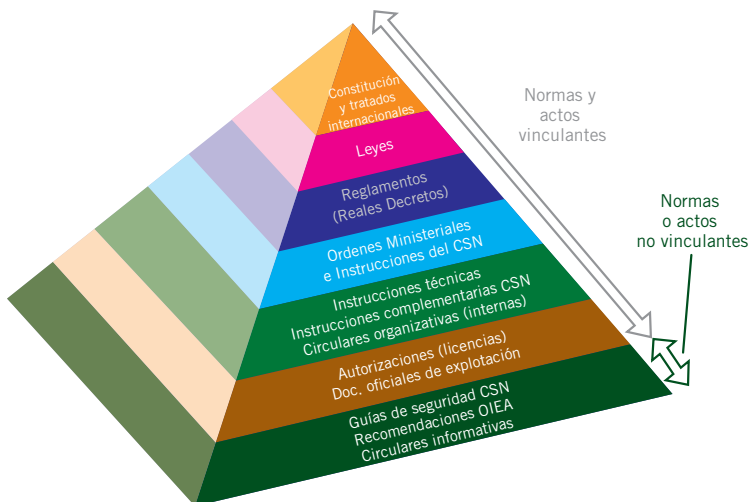 Constitución
y tratados
internacionales
Leyes
Reglamentos
(Reales Decretos)
Ordenes Ministeriales
e Instrucciones del CSN
Instrucciones técnicas
Instrucciones complementarias CSN
Circulares organizativas (internas)
Autorizaciones (licencias)
Doc. oficiales de explotación
Guías de seguridad CSN
Recomendaciones OIEA
Circulares informativas
Normas y
actos
vinculantes
Normas
o actos
no vinculantes